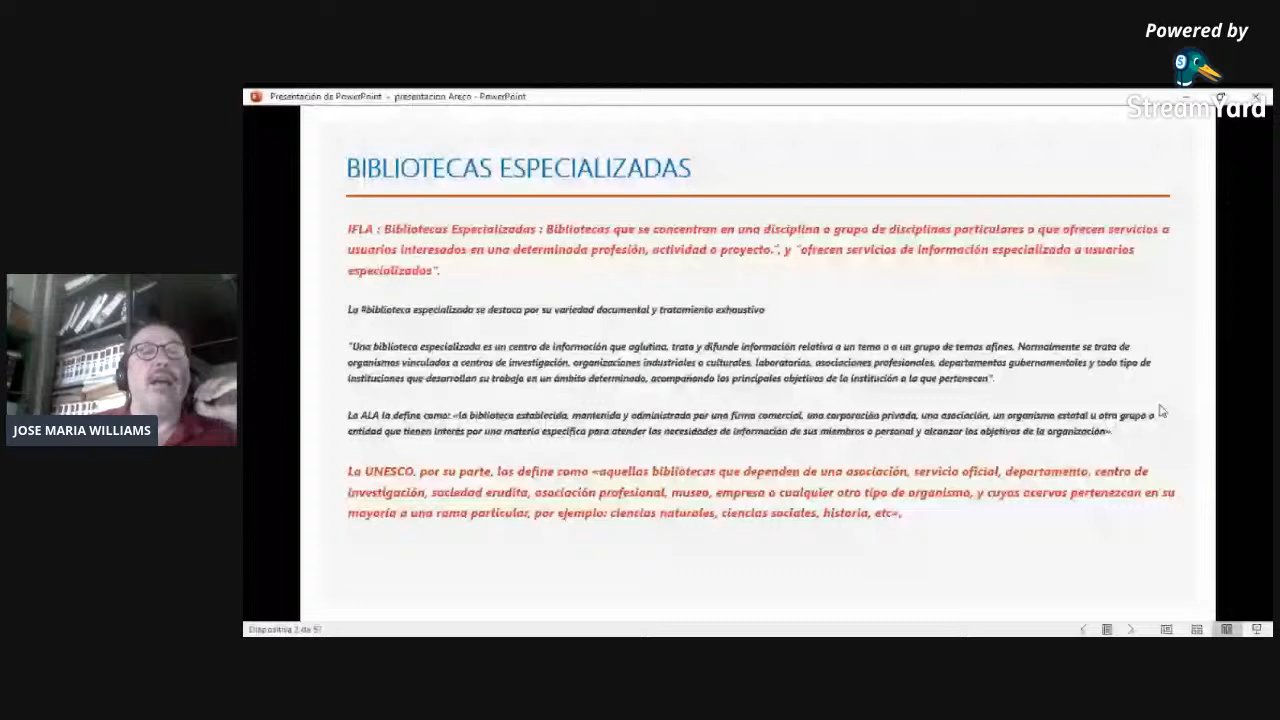 Powered by
StreamYard
Presentación de PowerPoint - presentacion Areco - PowerPoint
BIBLIOTECAS ESPECIALIZADAS
IFLA : Bibliotecas Especializadas : Bibliotecas que se concentran en una disciplina o grupo de disciplinas particulares o que ofrecen servicios a
usuarios interesados en una determinada profesión, actividad o proyecto.", y "ofrecen servicios de información especializada a usuarios
especializados".
La #biblioteca especializada se destaca por su variedad documental y tratamiento exhaustivo
"Una biblioteca especializada es un centro de información que aglutina, trata y difunde información relativa a un tema o a un grupo de temas afines. Normalmente se trata de
organismos vinculados a centros de investigación, organizaciones industriales o culturales, laboratorios, asociaciones profesionales, departamentos gubernamentales y todo tipo de
instituciones que desarrollan su trabajo en un ámbito determinado, acompañando los principales objetivos de la institución a la que pertenecen".
La ALA la define como: «la biblioteca establecida, mantenida y administrada por una firma comercial, una corporación privada, una asociación, un organismo estatal u otro grupo o
entidad que tienen interés por una materia específica para atender las necesidades de información de sus miembros o personal y alcanzar los objetivos de la organización».
La UNESCO, por su parte, las define como «aquellas bibliotecas que dependen de una asociación, servicio oficial, departamento, centro de
investigación, sociedad erudita, asociación profesional, museo, empresa o cualquier otro tipo de organismo, y cuyos acervos pertenezcan en su
mayoría a una rama particular, por ejemplo: ciencias naturales, ciencias sociales, historia, etc».
JOSE MARIA WILLIAMS
Diapositiva 2 de